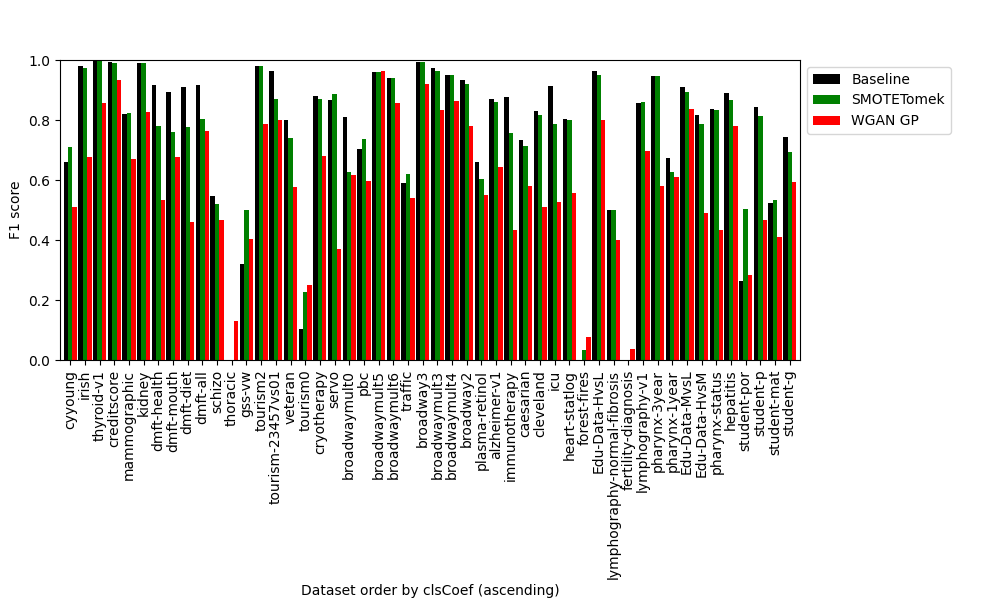 Baseline
SMOTETomek
WGAN GP
F1 score
1.0
0.8
0.6
0.4
0.2
0.0
cyyoung
irish
thyroid-v1
creditscore
mammographic
kidney
dmft-health
dmft-mouth
dmft-diet
dmft-all
schizo
thoracic
gss-vw
tourism2
tourism-23457vs01
veteran
tourism0
cryotherapy
servo
broadwaymult0
pbc
broadwaymult5
broadwaymult6
traffic
broadway3
broadwaymult3
broadwaymult4
broadway2
plasma-retinol
alzheimer-v1
immunotherapy
caesarian
cleveland
icu
heart-statlog
forest-fires
Edu-Data-HvsL
lymphography-normal-fibrosis
fertility-diagnosis
lymphography-v1
pharynx-3year
pharynx-1year
Edu-Data-MvsL
Edu-Data-HvsM
pharynx-status
hepatitis
student-por
student-p
student-mat
student-g
Dataset order by clsCoef (ascending)